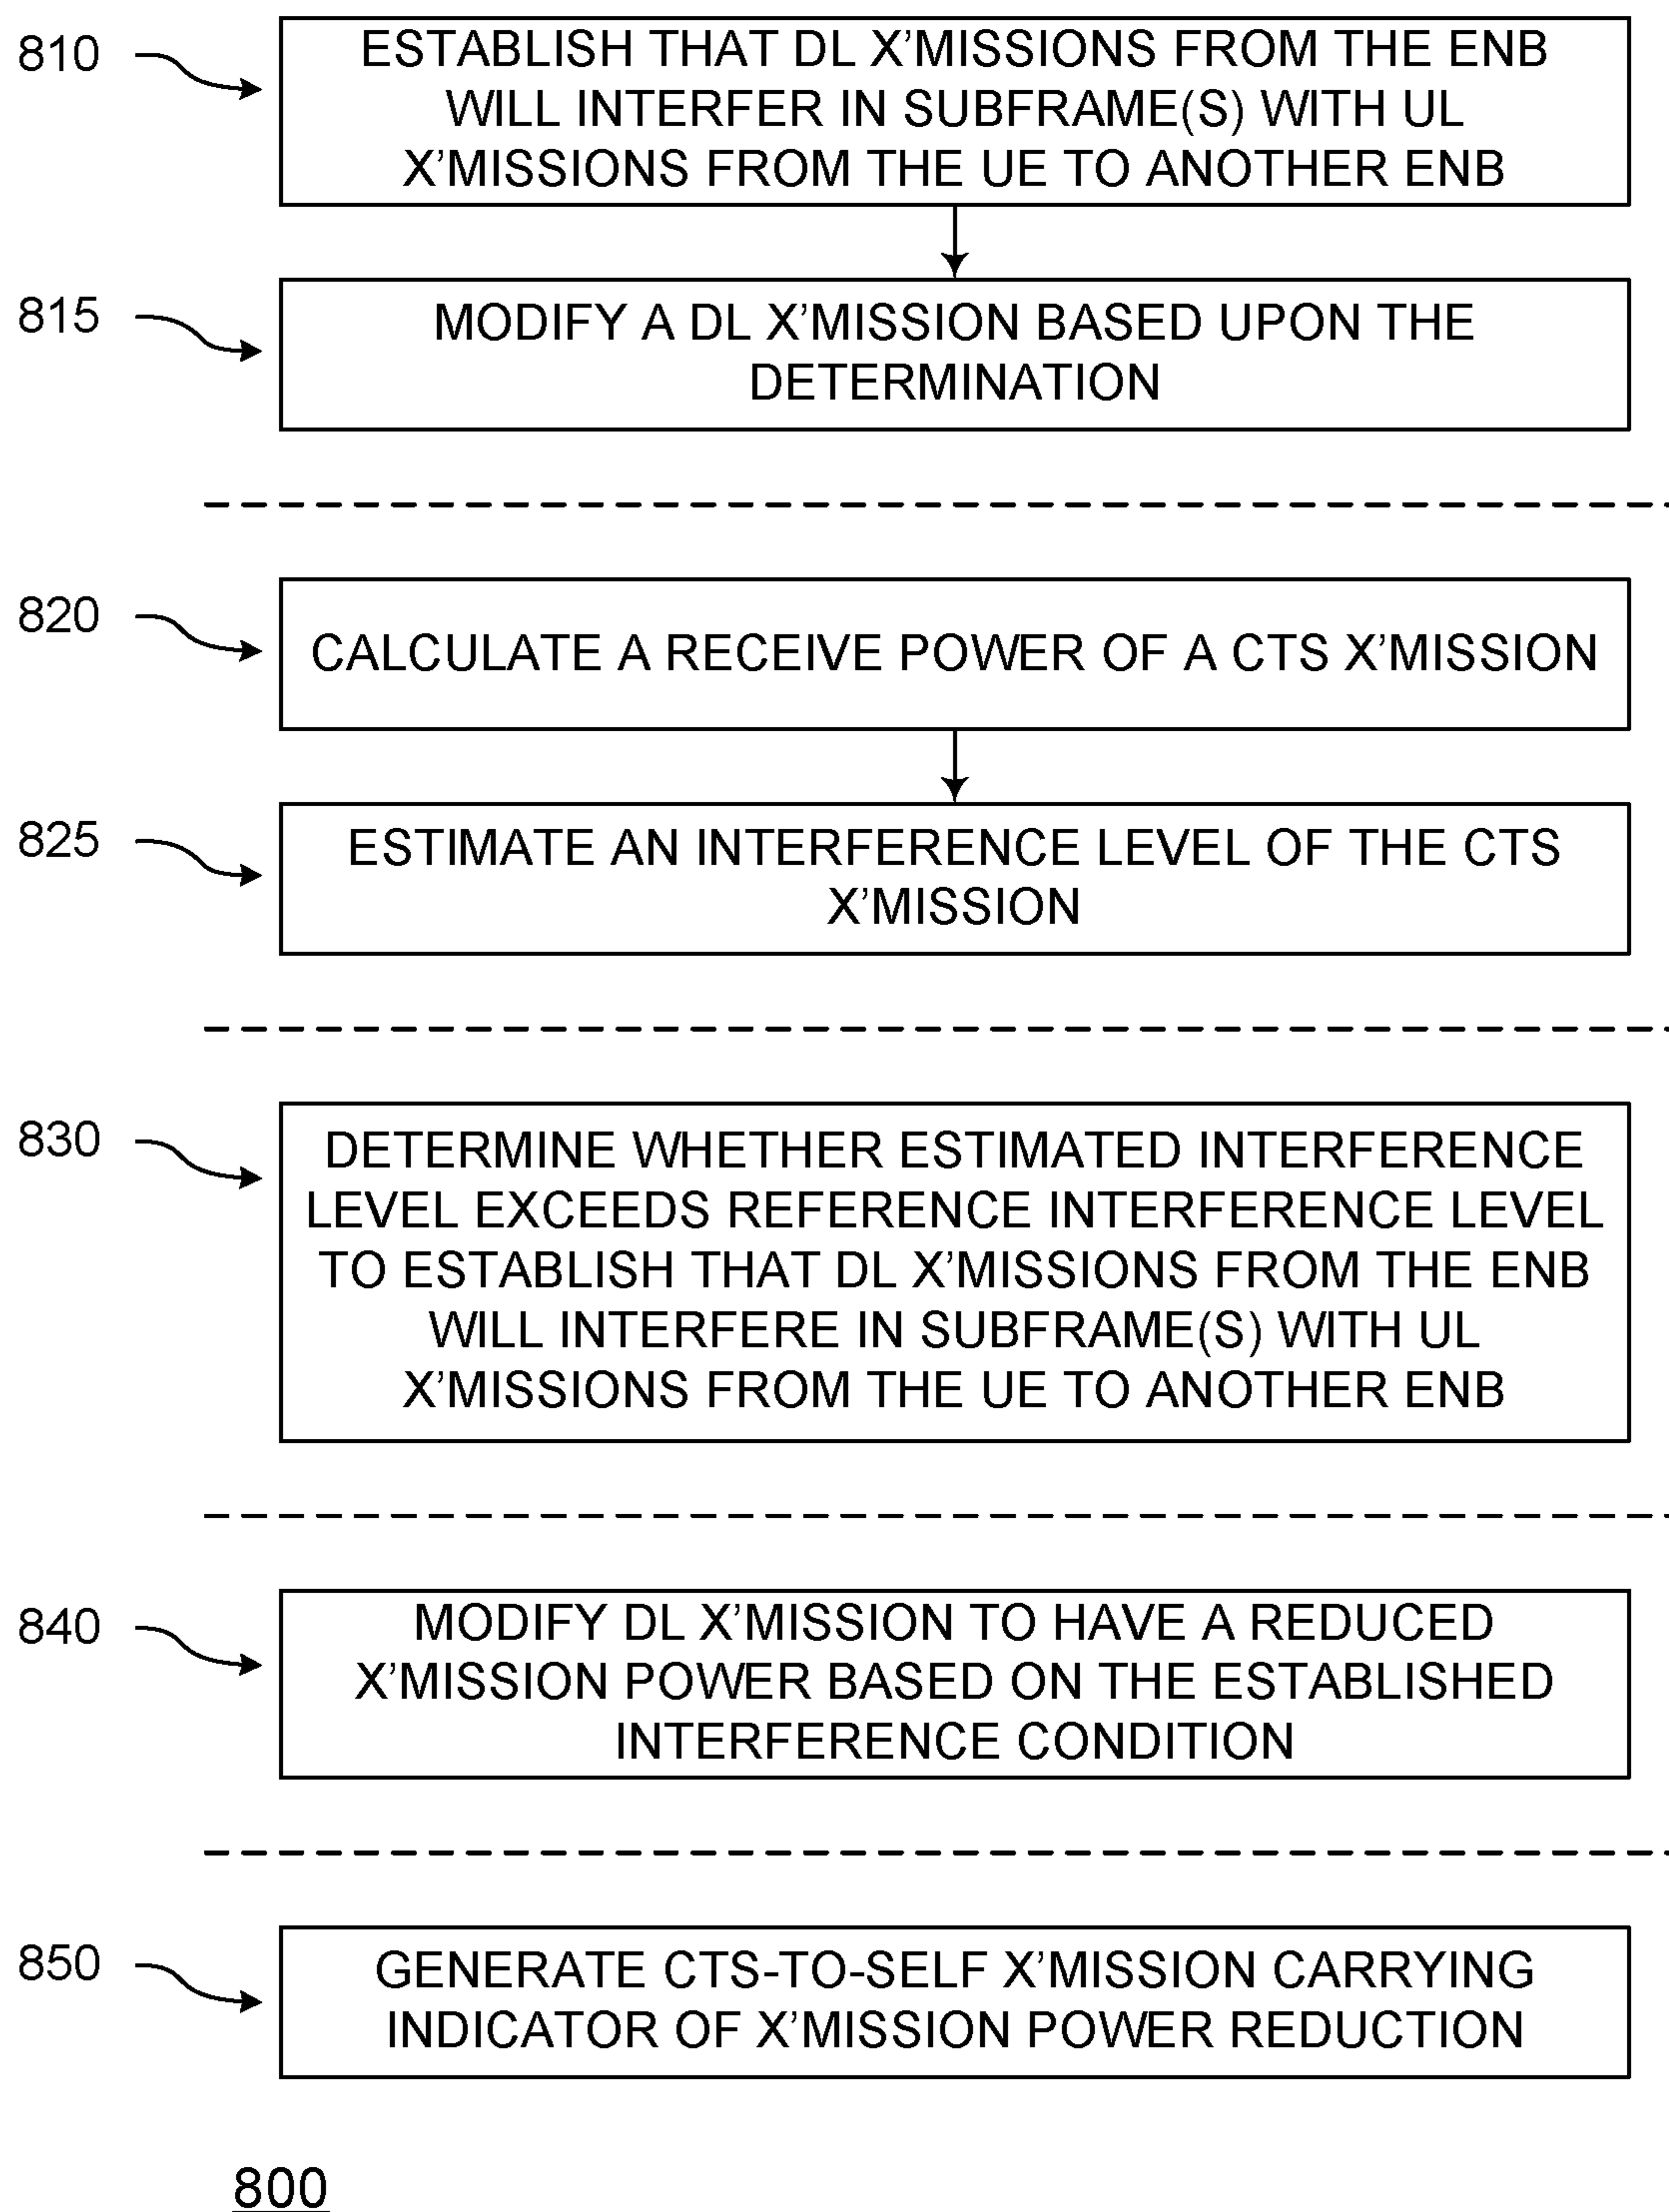 810
ESTABLISH THAT DL X’MISSIONS FROM THE ENB
WILL INTERFER IN SUBFRAME(S) WITH UL
X’MISSIONS FROM THE UE TO ANOTHER ENB
815
MODIFY A DL X’MISSION BASED UPON THE
DETERMINATION
820
CALCULATE A RECEIVE POWER OF A CTS X’MISSION
825
ESTIMATE AN INTERFERENCE LEVEL OF THE CTS
X’MISSION
830
DETERMINE WHETHER ESTIMATED INTERFERENCE
LEVEL EXCEEDS REFERENCE INTERFERENCE LEVEL
TO ESTABLISH THAT DL X’MISSIONS FROM THE ENB
WILL INTERFERE IN SUBFRAME(S) WITH UL
X’MISSIONS FROM THE UE TO ANOTHER ENB
840
MODIFY DL X’MISSION TO HAVE A REDUCED
X’MISSION POWER BASED ON THE ESTABLISHED
INTERFERENCE CONDITION
850
GENERATE CTS-TO-SELF X’MISSION CARRYING
INDICATOR OF X’MISSION POWER REDUCTION
800